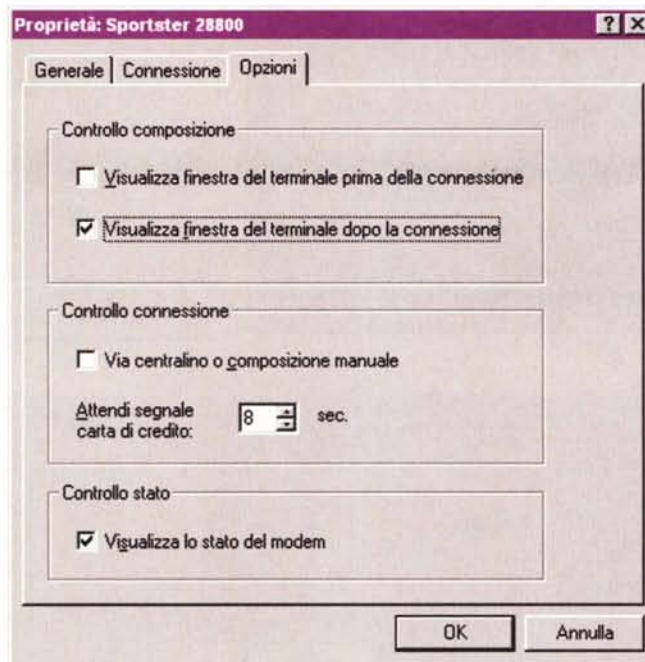 Proprietà: Sportster 28800
Generale Connessione Opzioni
Controllo composizione
Visualizza finestra del terminale prima della connessione
Visualizza finestra del terminale dopo la connessione
Controllo connessione
Via centralino o composizione manuale
Attendi segnale
carta di credito: 8 sec.
Controllo stato
Visualizza lo stato del modem
OK Annulla